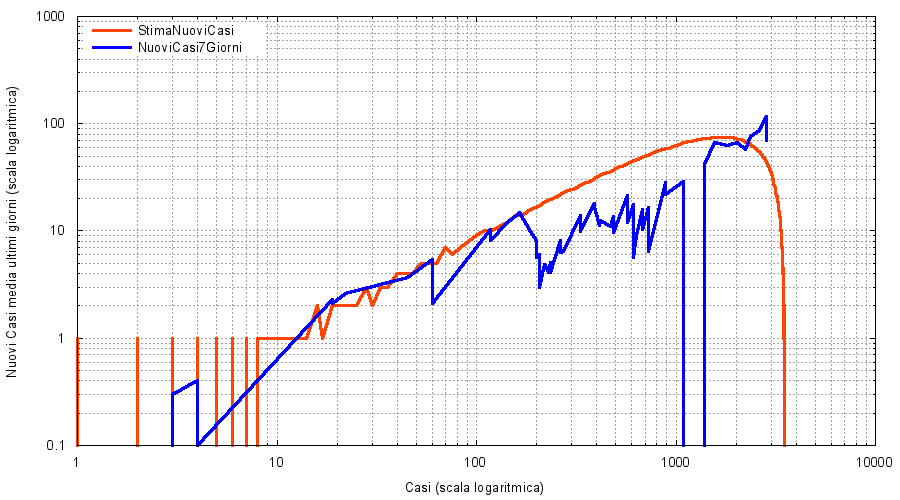 1000
StimaNuoviCasi
NuoviCasi7Giorni
100
10
1
0.1
Nuovi Casi media ultimi giorni (scala logaritmica)
1 10 100 1000 10000
Casi (scala logaritmica)